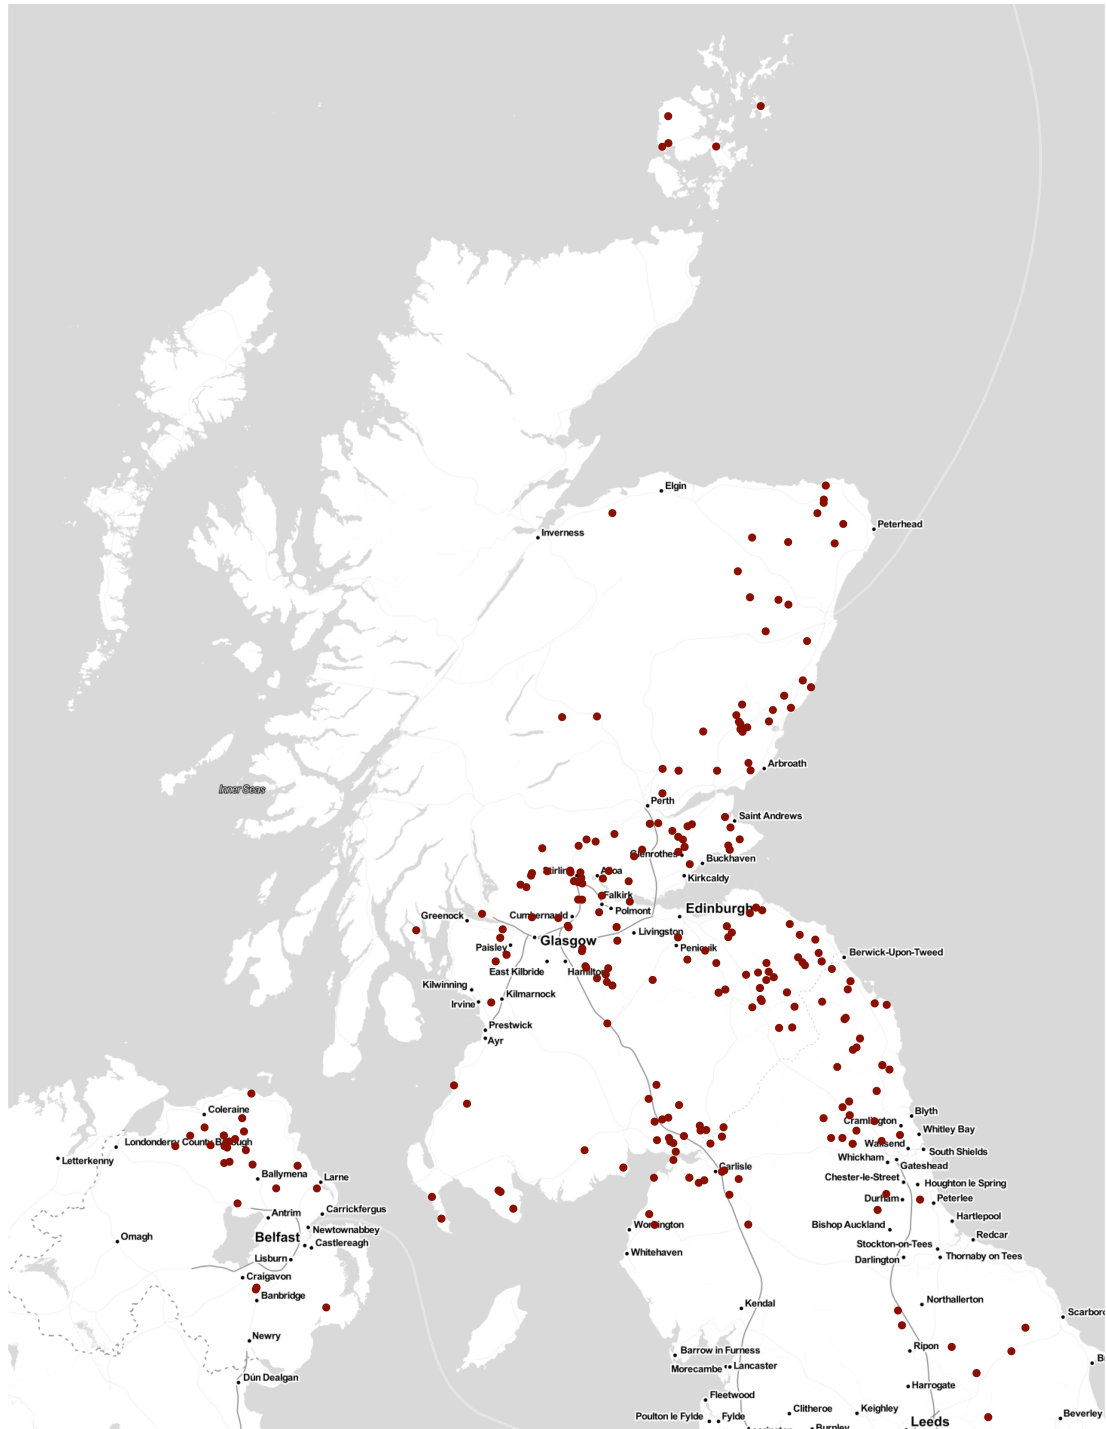 Elgin
Peterhead
Inverness
Inner Seas
Arbroath
Perth
Saint Andrews
Glenrothes
Buckhaven
Kirkcaldy
Falkirk
Polmont
Greenock
Cumbernauld
Edinburgh
Livingston
Glasgow
Paisley
Penicuik
Berwick-Upon-Tweed
East Kilbride
Hamilton
Kilwinning
Irvine
Kilmarnock
Prestwick
Ayr
Coleraine
Londonderry County Borough
Letterkenny
Ballymena
Larne
Antrim
Carrickfergus
Omagh
Newtownabbey
Belfast
Castlereagh
Lisburn
Craigavon
Banbridge
Newry
Dún Dealgan
Blyth
Cramlington
Whitley Bay
Wallsend
South Shields
Whickham
Gateshead
Carlisle
Chester-le-Street
Houghton le Spring
Durham
Peterlee
Hartlepool
Workington
Bishop Auckland
Redcar
Whitehaven
Stockton-on-Tees
Darlington
Thornaby on Tees
Kendal
Northallerton
Barrow in Furness
Ripon
Morecambe
Lancaster
Harrogate
Fleetwood
Poulton le Fylde
Fylde
Clitheroe
Keighley
Leeds
Beverley
Burnley